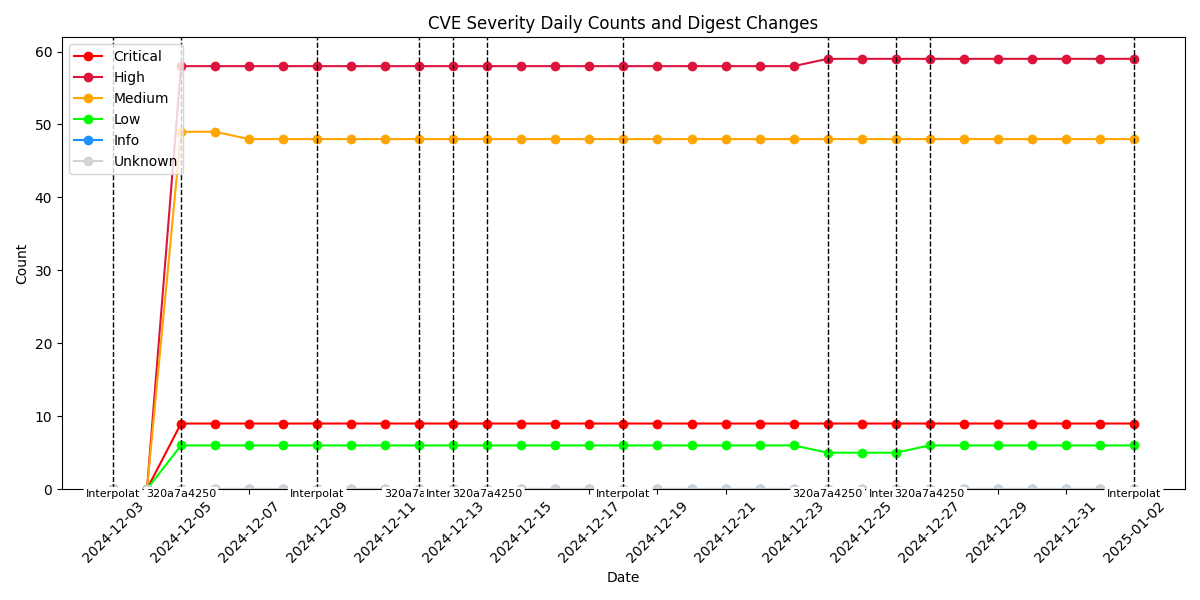 CVE Severity Daily Counts and Digest Changes
Critical
High
Medium
Low
Info
Unknown
Count
60
50
40
30
20
10
0
Interpolat
320a7a4250
Interpolat
320a7a
Inter
320a7a4250
Interpolat
320a7a4250
Inter
320a7a4250
Interpolat
2024-12-03
2024-12-05
2024-12-07
2024-12-09
2024-12-11
2024-12-13
2024-12-15
2024-12-17
2024-12-19
2024-12-21
2024-12-23
2024-12-25
2024-12-27
2024-12-29
2024-12-31
2025-01-02
Date